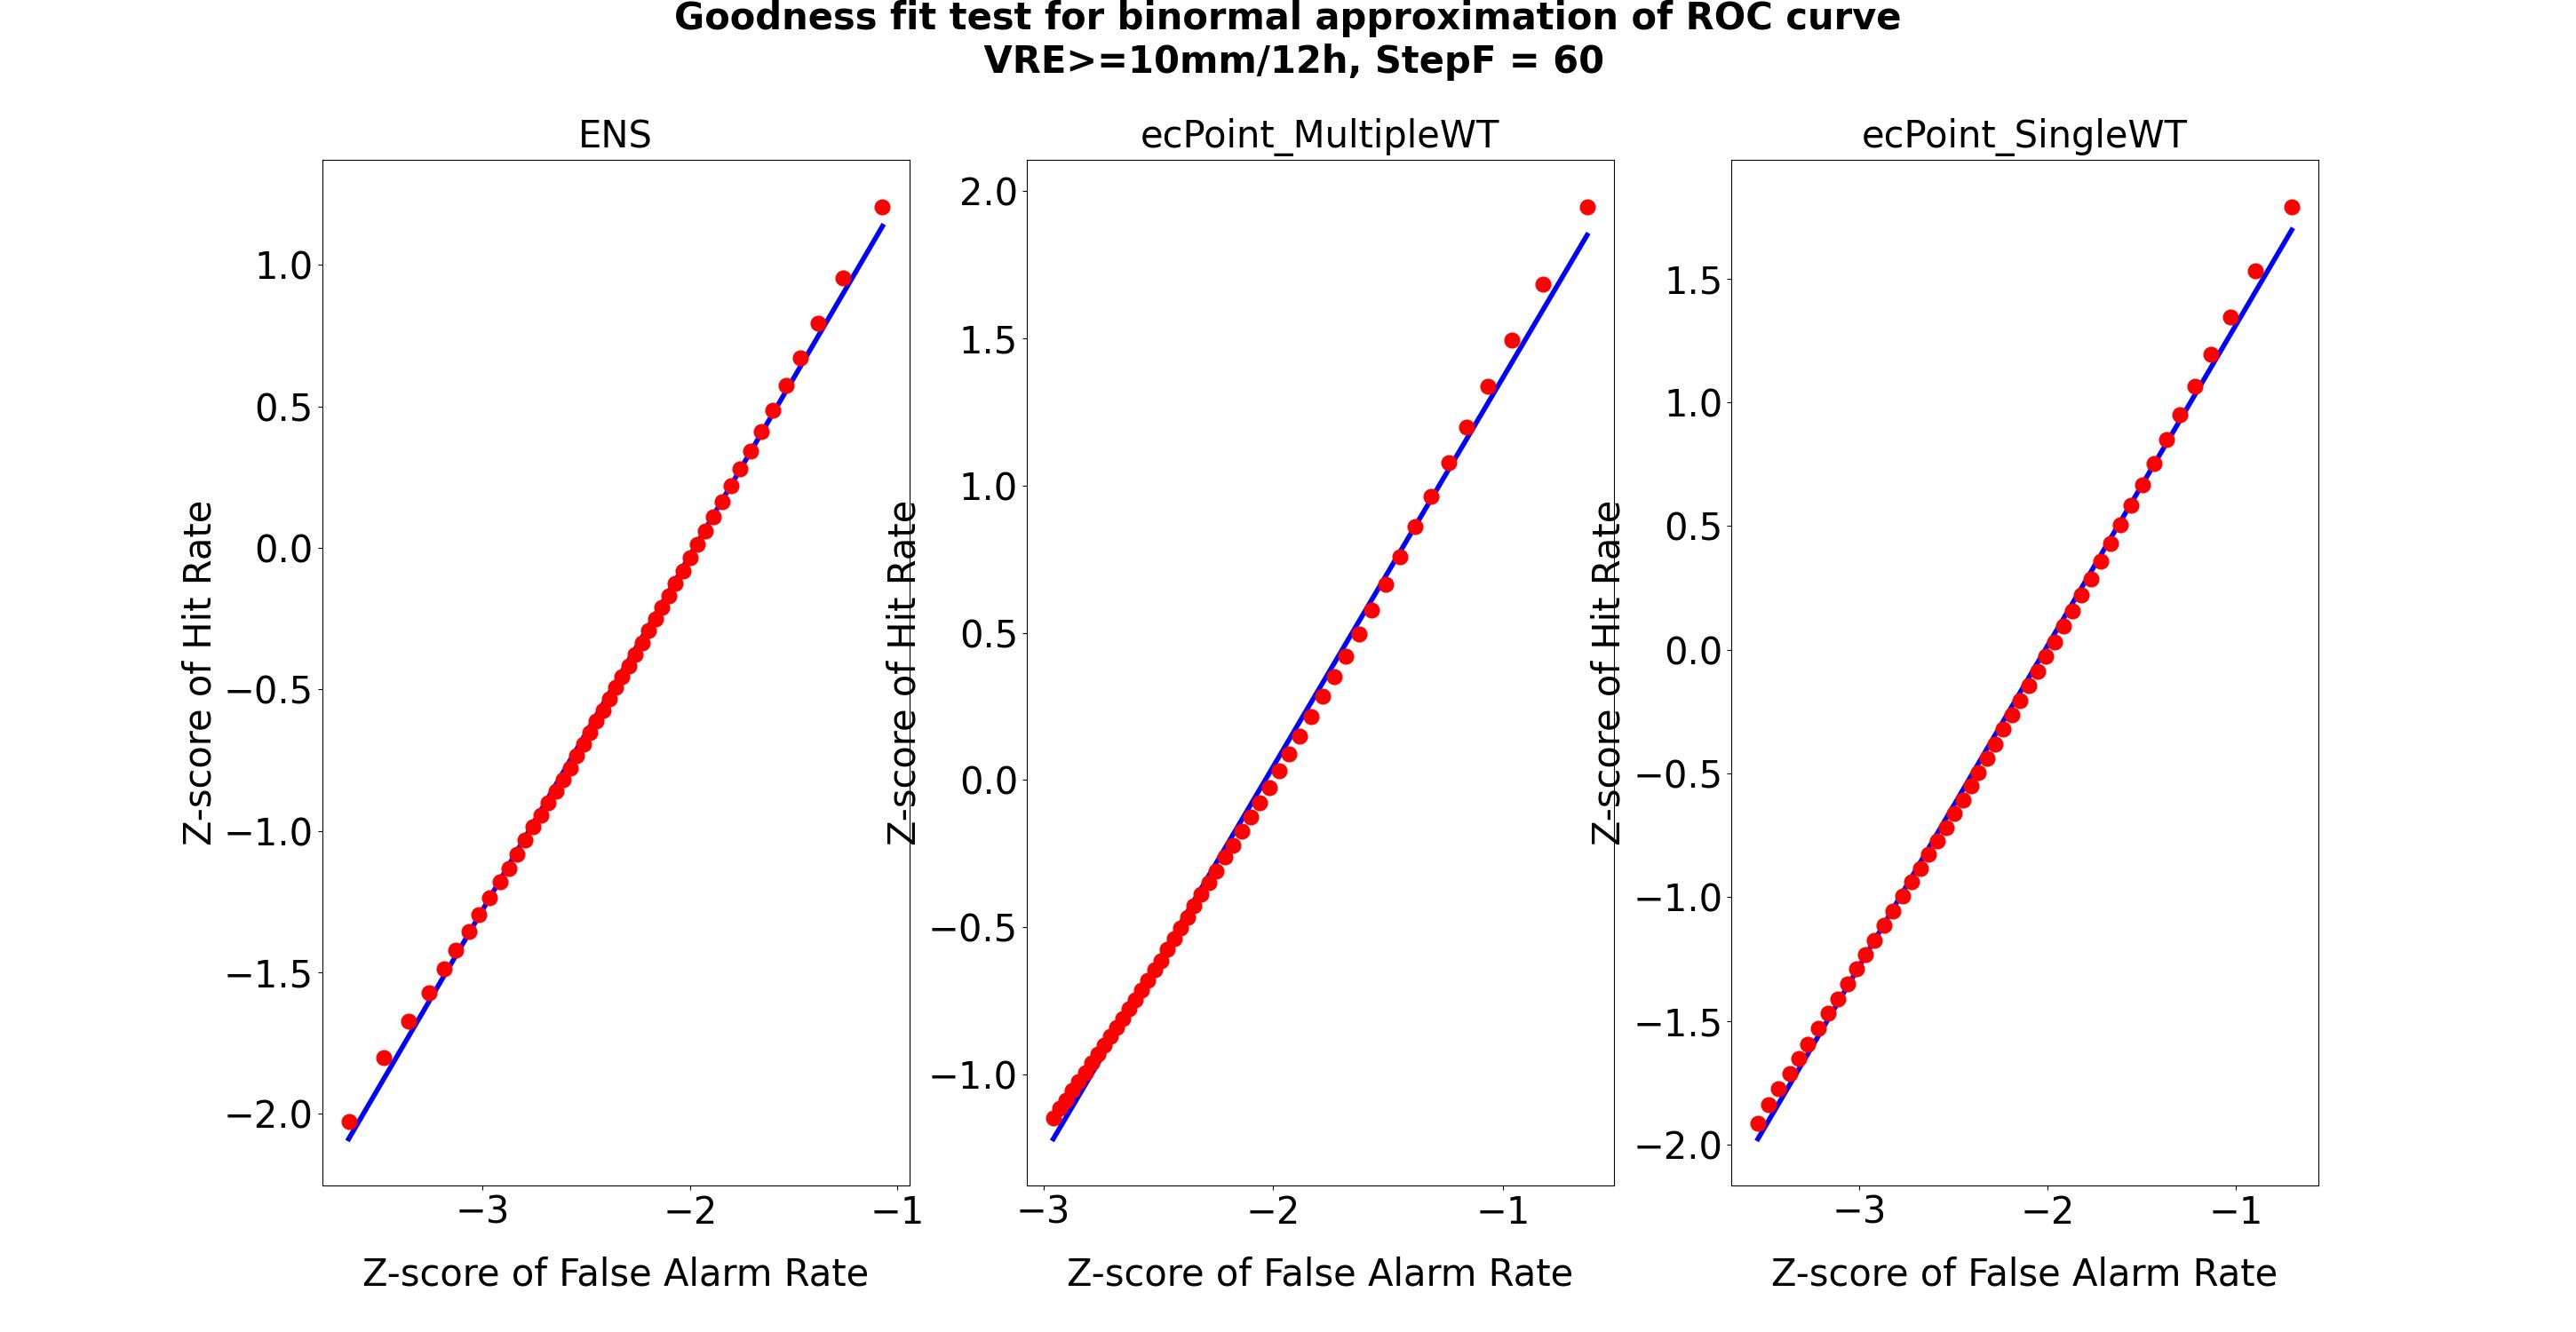 Goodness fit test for binormal approximation of ROC curve
VRE>=10mm/12h, StepF = 60
ENS
1.0
0.5
0.0
−0.5
−1.0
−1.5
−2.0
−3
−2
−1
Z-score of Hit Rate
Z-score of False Alarm Rate
ecPoint_MultipleWT
2.0
1.5
1.0
0.5
0.0
−0.5
−1.0
−3
−2
−1
Z-score of Hit Rate
Z-score of False Alarm Rate
ecPoint_SingleWT
1.5
1.0
0.5
0.0
−0.5
−1.0
−1.5
−2.0
−3
−2
−1
Z-score of Hit Rate
Z-score of False Alarm Rate